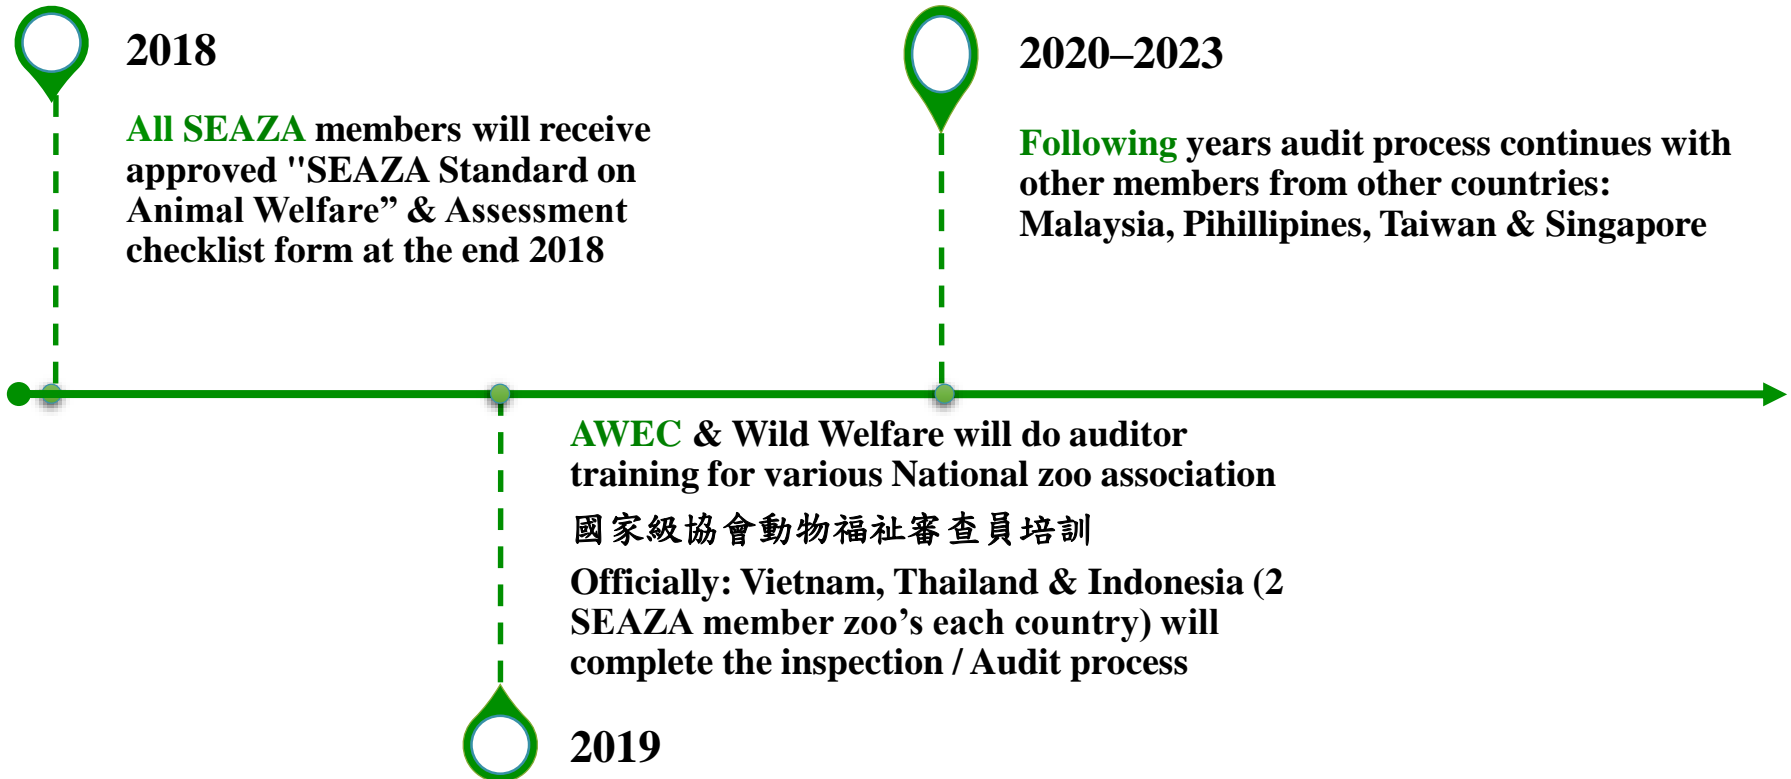 2018
All SEAZA members will receive
approved "SEAZA Standard on
Animal Welfare” & Assessment
checklist form at the end 2018
2020–2023
Following years audit process continues with
other members from other countries:
Malaysia, Pihillipines, Taiwan & Singapore
AWEC & Wild Welfare will do auditor
training for various National zoo association
國家級協會動物福祉審查員培訓
Officially: Vietnam, Thailand & Indonesia (2
SEAZA member zoo’s each country) will
complete the inspection / Audit process
2019